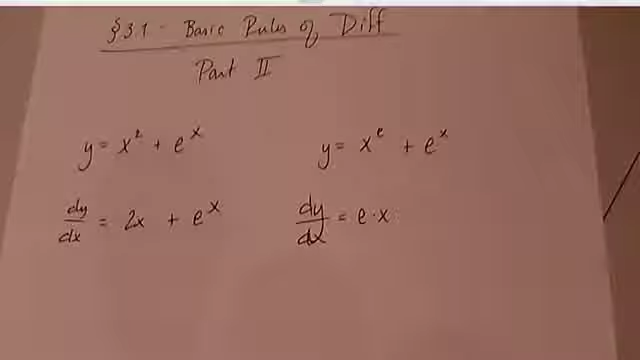 § 3.1 - Basic Rules of Diff
Part II
y = x² + eˣ
dy/dx = 2x + eˣ
y = xᵉ + eˣ
dy/dx = e·x